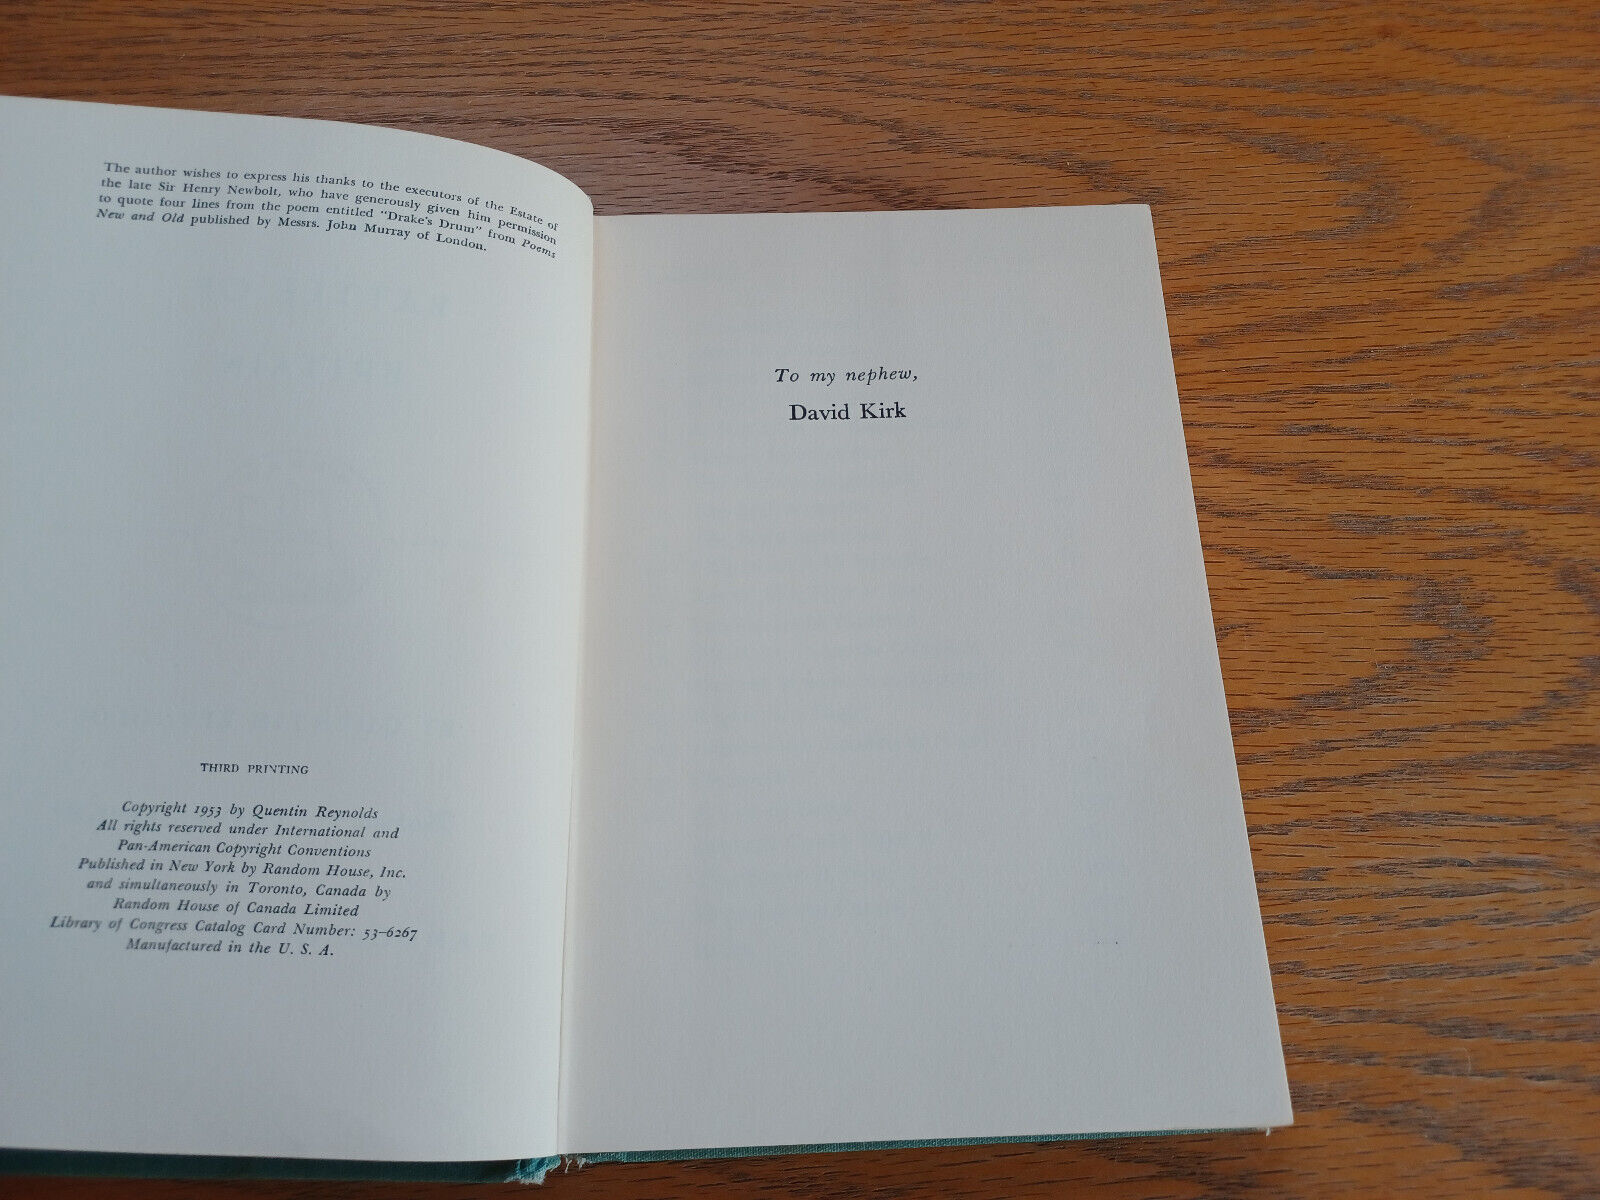 The author wishes to express his thanks to the executors of the Estate of
the late Sir Henry Newbolt, who have generously given him permission
to quote four lines from the poem entitled "Drake's Drum" from Poems
New and Old published by Messrs. John Murray of London.
THIRD PRINTING
Copyright 1953 by Quentin Reynolds
All rights reserved under International and
Pan-American Copyright Conventions
Published in New York by Random House, Inc.
and simultaneously in Toronto, Canada by
Random House of Canada Limited
Library of Congress Catalog Card Number: 53-6267
Manufactured in the U. S. A.
To my nephew,
David Kirk